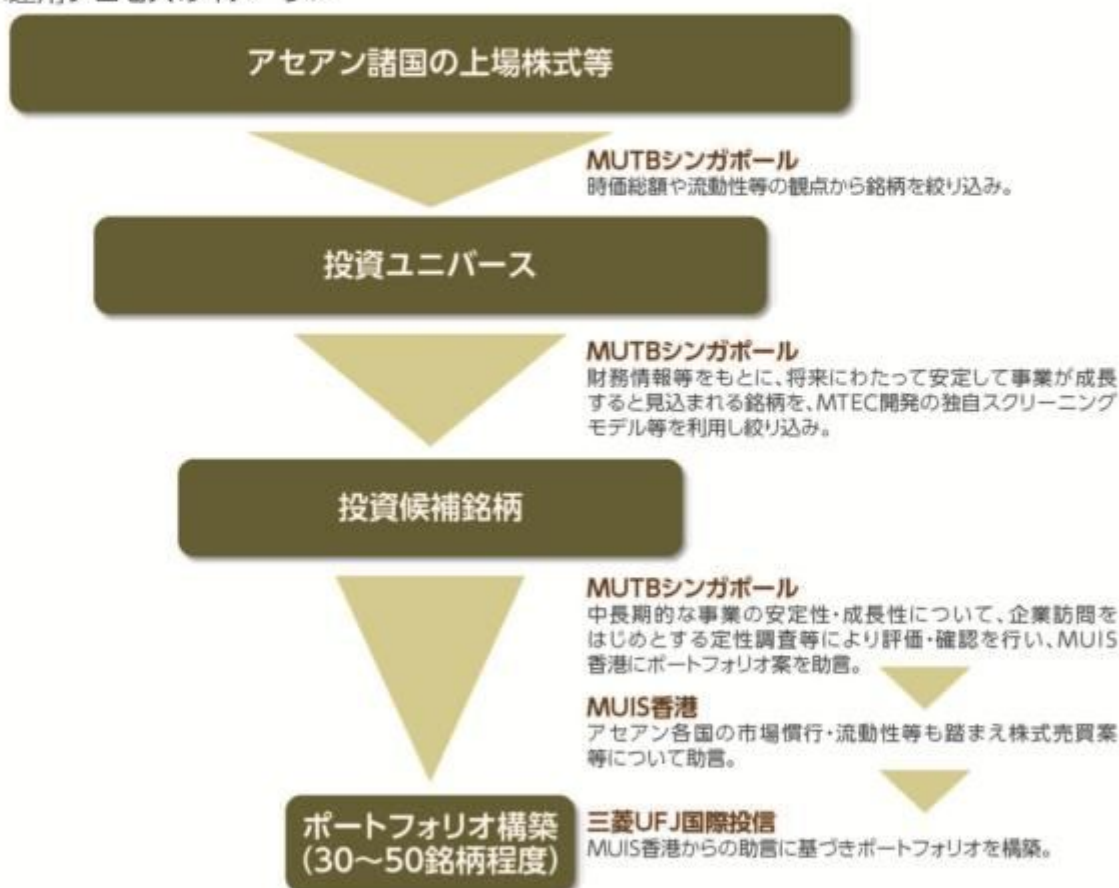 アセアン諸国の上場株式等
MUTBシンガポール
時価総額や流動性等の観点から銘柄を絞り込み。
投資ユニバース
MUTBシンガポール
財務情報等をもとに、将来にわたって安定して事業が成長
すると見込まれる銘柄を、MTEC開発の独自スクリーニング
モデル等を利用し絞り込み。
投資候補銘柄
MUTBシンガポール
中長期的な事業の安定性・成長性について、企業訪問を
はじめとする定性調査等により評価・確認を行い、MUIS
香港にポートフォリオ案を助言。
MUIS香港
アセアン各国の市場慣行・流動性等も踏まえ株式売買案
等について助言。
ポートフォリオ構築
(30～50銘柄程度)
三菱UFJ国際投信
MUIS香港からの助言に基づきポートフォリオを構築。